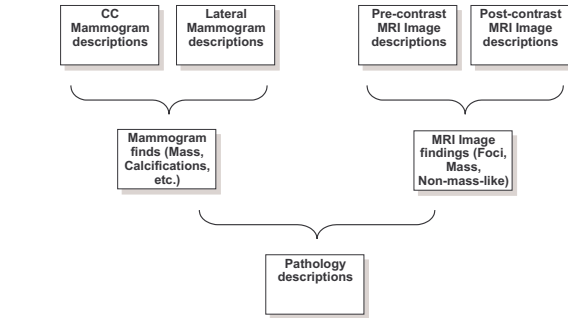 CC
Mammogram
descriptions
Lateral
Mammogram
descriptions
Pre-contrast
MRI Image
descriptions
Post-contrast
MRI Image
descriptions
Mammogram
finds (Mass,
Calcifications,
etc.)
MRI Image
findings (Foci,
Mass,
Non-mass-like)
Pathology
descriptions